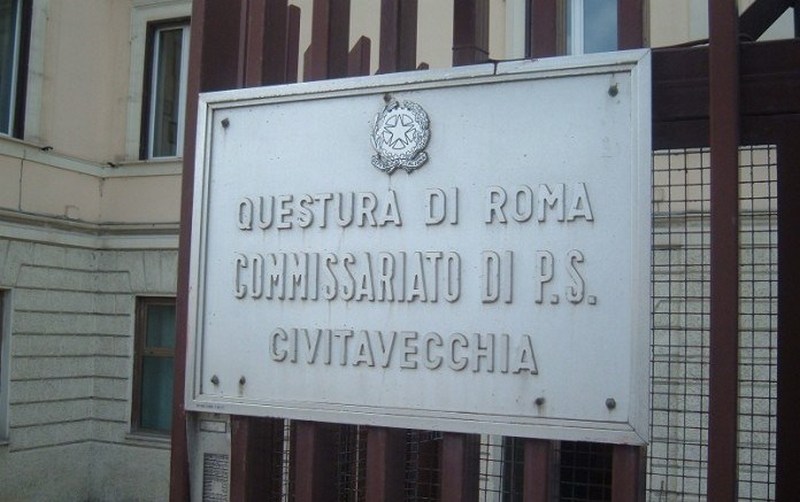 QUESTURA DI ROMA
COMMISSARIATO DI P.S.
CIVITAVECCHIA